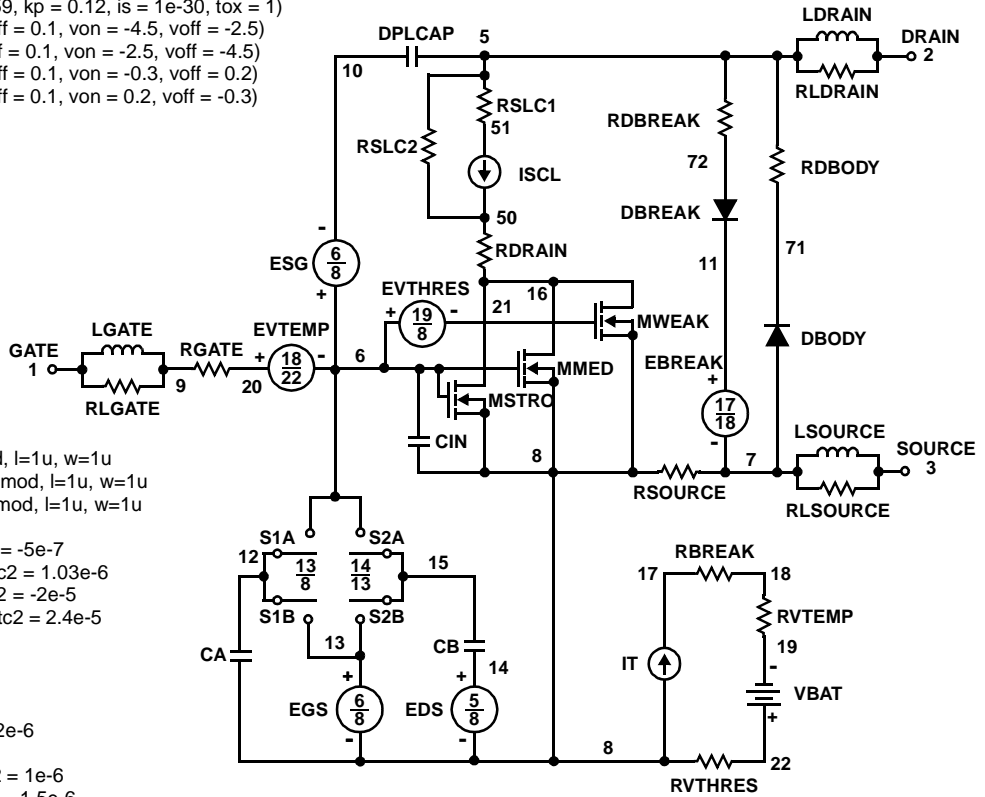 59, kp = 0.12, is = 1e-30, tox = 1)
off = 0.1, von = -4.5, voff = -2.5)
f = 0.1, von = -2.5, voff = -4.5)
ff = 0.1, von = -0.3, voff = 0.2)
ff = 0.1, von = 0.2, voff = -0.3)
LDRAIN
DPLCAP
5
DRAIN
2
10
RLDRAIN
RSLC1
51
RDBREAK
RSLC2
72
ISCL
RDBODY
DBREAK
50
RDRAIN
71
ESG
6
8
11
EVTHRES
16
19
8
21
MWEAK
LGATE
EVTEMP
GATE
1
RGATE
18
22
6
EBREAK
DBODY
MMED
9
20
MSTRO
RLGATE
17
18
CIN
LSOURCE
8
7
SOURCE
3
d, l=1u, w=1u
mod, l=1u, w=1u
mod, l=1u, w=1u
RSOURCE
RLSOURCE
= -5e-7
S1A
S2A
12
13
8
14
13
15
RBREAK
c2 = 1.03e-6
17
18
2 = -2e-5
tc2 = 2.4e-5
S1B
S2B
RVTEMP
13
CB
19
CA
14
IT
VBAT
EGS
6
8
EDS
5
8
2e-6
8
22
2 = 1e-6
RVTHRES